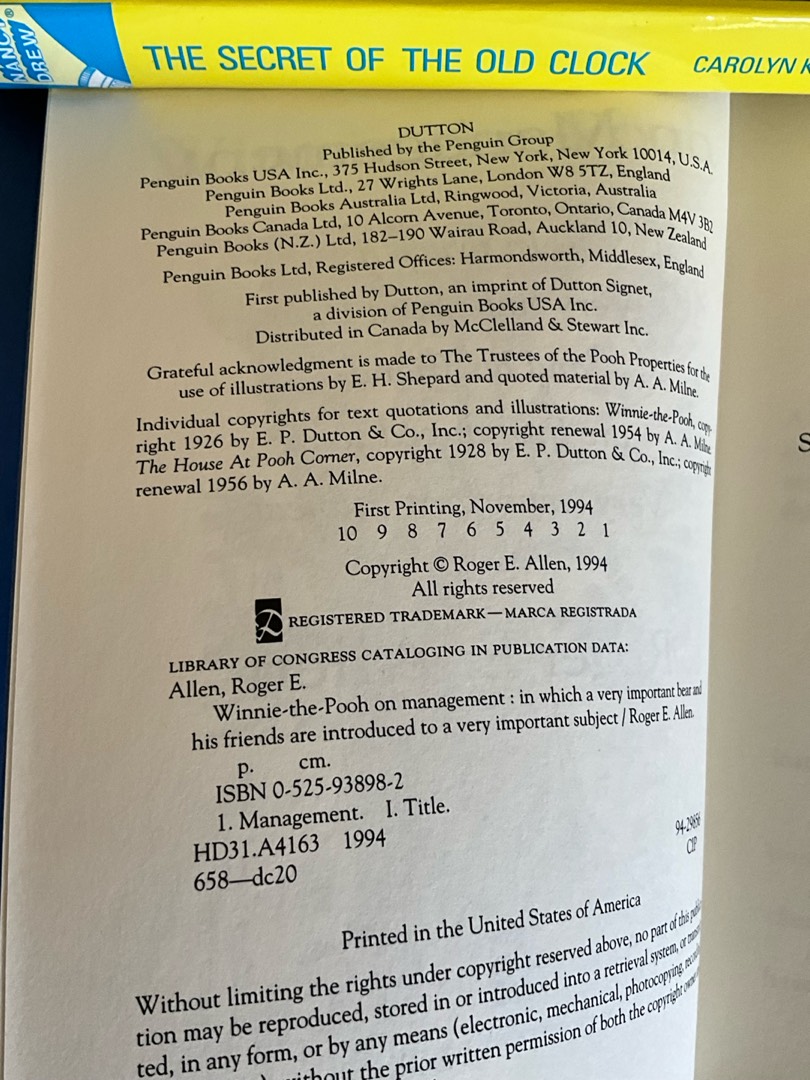 NANCY DREW ®
THE SECRET OF THE OLD CLOCK
CAROLYN
DUTTON
Published by the Penguin Group
Penguin Books USA Inc., 375 Hudson Street, New York, New York 10014, U.S.A.
Penguin Books Ltd., 27 Wrights Lane, London W8 5TZ, England
Penguin Books Australia Ltd, Ringwood, Victoria, Australia
Penguin Books Canada Ltd, 10 Alcorn Avenue, Toronto, Ontario, Canada M4V 3B2
Penguin Books (N.Z.) Ltd, 182–190 Wairau Road, Auckland 10, New Zealand
Penguin Books Ltd, Registered Offices: Harmondsworth, Middlesex, England
First published by Dutton, an imprint of Dutton Signet,
a division of Penguin Books USA Inc.
Distributed in Canada by McClelland & Stewart Inc.
Grateful acknowledgment is made to The Trustees of the Pooh Properties for the
use of illustrations by E. H. Shepard and quoted material by A. A. Milne.
Individual copyrights for text quotations and illustrations: Winnie-the-Pooh, copy-
right 1926 by E. P. Dutton & Co., Inc.; copyright renewal 1954 by A. A. Milne
The House At Pooh Corner, copyright 1928 by E. P. Dutton & Co., Inc.; copyright
renewal 1956 by A. A. Milne.
First Printing, November, 1994
10 9 8 7 6 5 4 3 2 1
Copyright © Roger E. Allen, 1994
All rights reserved
REGISTERED TRADEMARK—MARCA REGISTRADA
LIBRARY OF CONGRESS CATALOGING IN PUBLICATION DATA:
Allen, Roger E.
Winnie-the-Pooh on management : in which a very important bear and
his friends are introduced to a very important subject / Roger E. Allen.
p. cm.
ISBN 0-525-93898-2
1. Management. I. Title.
HD31.A4163 1994
658—dc20
CIP
Printed in the United States of America
Without limiting the rights under copyright reserved above, no part of this
tion may be reproduced, stored in or introduced into a retrieval system, or
ted, in any form, or by any means (electronic, mechanical, photocopying,
without the prior written permission of both the copyright